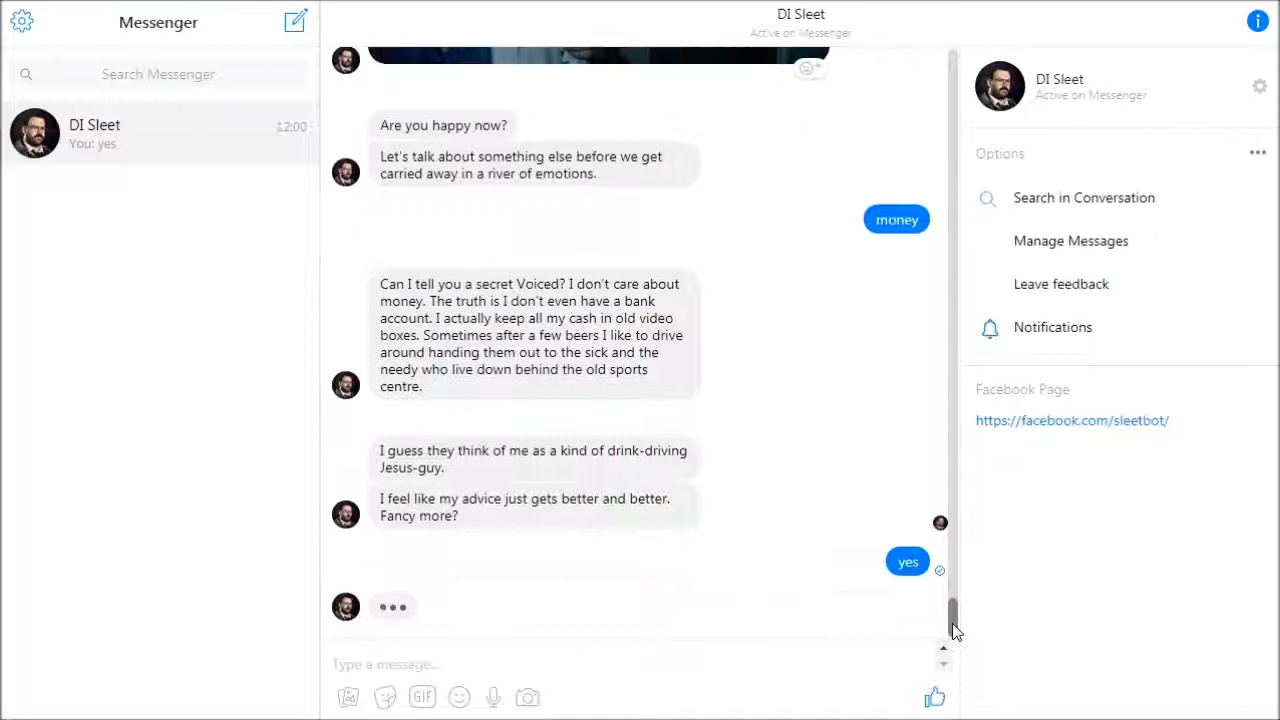 Messenger
Search Messenger
DI Sleet
12:00
You: yes
DI Sleet
Active on Messenger
Are you happy now?
Let's talk about something else before we get
carried away in a river of emotions.
money
Can I tell you a secret Voiced? I don't care about
money. The truth is I don't even have a bank
account. I actually keep all my cash in old video
boxes. Sometimes after a few beers I like to drive
around handing them out to the sick and the
needy who live down behind the old sports
centre.
I guess they think of me as a kind of drink-driving
Jesus-guy.
I feel like my advice just gets better and better.
Fancy more?
yes
Type a message...
GIF
DI Sleet
Active on Messenger
Options
Search in Conversation
Manage Messages
Leave feedback
Notifications
Facebook Page
https://facebook.com/sleetbot/